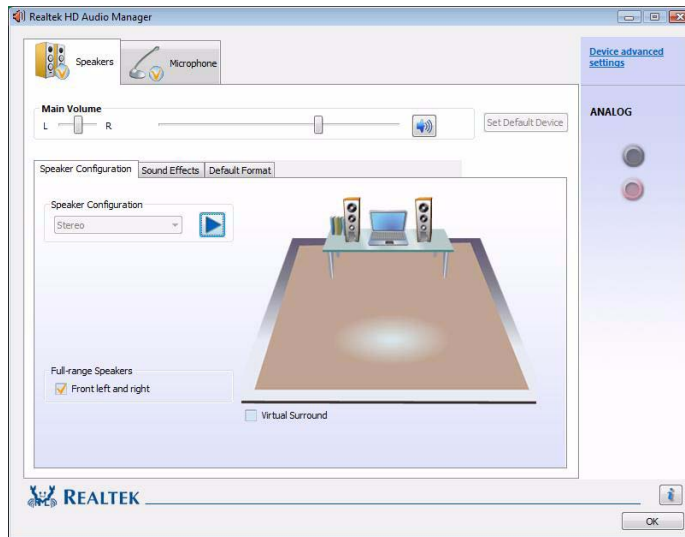 Realtek HD Audio Manager
Speakers
Microphone
Device advanced
settings
Main Volume
L
R
Set Default Device
ANALOG
Speaker Configuration
Sound Effects
Default Format
Speaker Configuration
Stereo
Full-range Speakers
Front left and right
Virtual Surround
REALTEK
i
OK